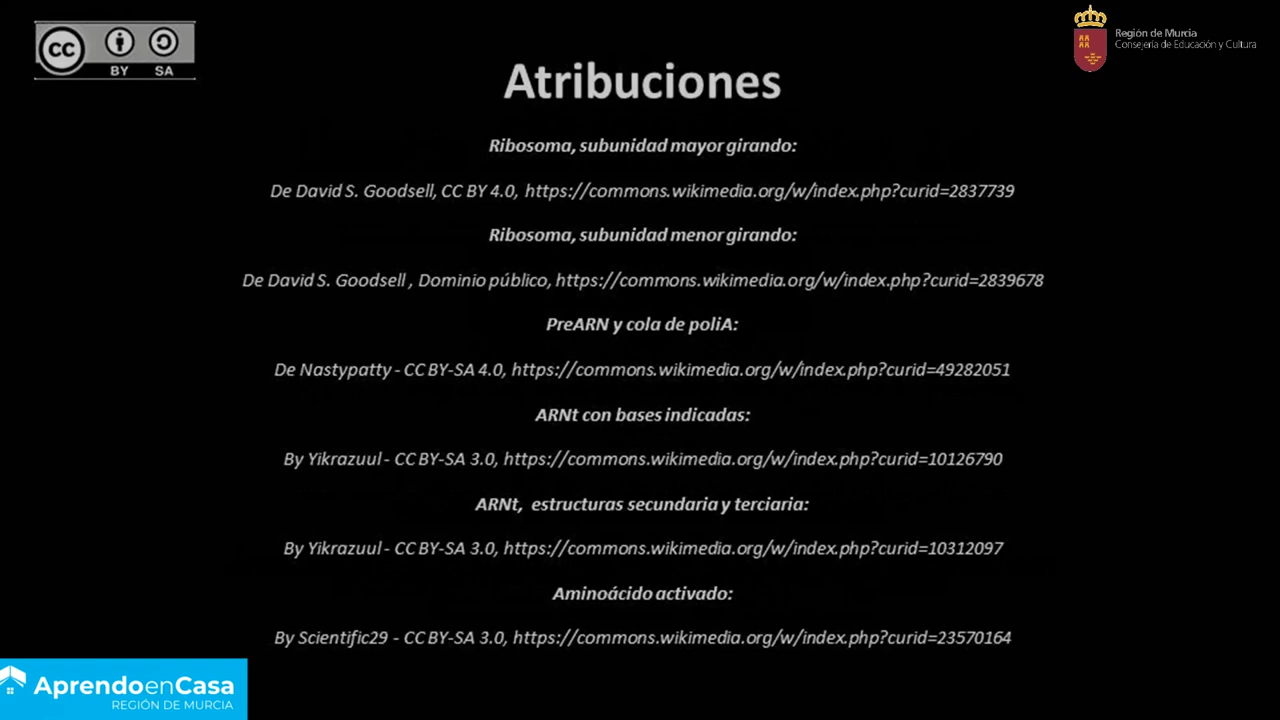 cc
BY SA
Región de Murcia
Consejería de Educación y Cultura
Atribuciones
Ribosoma, subunidad mayor girando:
De David S. Goodsell, CC BY 4.0, https://commons.wikimedia.org/w/index.php?curid=2837739
Ribosoma, subunidad menor girando:
De David S. Goodsell , Dominio público, https://commons.wikimedia.org/w/index.php?curid=2839678
PreARN y cola de poliA:
De Nastypatty - CC BY-SA 4.0, https://commons.wikimedia.org/w/index.php?curid=49282051
ARNt con bases indicadas:
By Yikrazuul - CC BY-SA 3.0, https://commons.wikimedia.org/w/index.php?curid=10126790
ARNt, estructuras secundaria y terciaria:
By Yikrazuul - CC BY-SA 3.0, https://commons.wikimedia.org/w/index.php?curid=10312097
Aminoácido activado:
By Scientific29 - CC BY-SA 3.0, https://commons.wikimedia.org/w/index.php?curid=23570164
AprendoenCasa
REGIÓN DE MURCIA